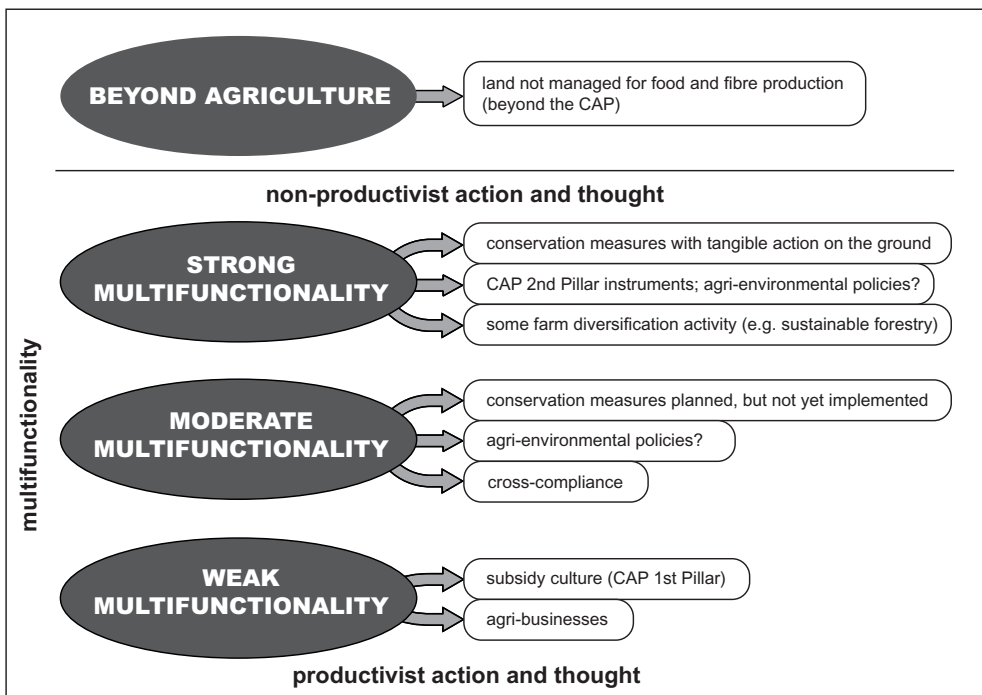 BEYOND AGRICULTURE
land not managed for food and fibre production
(beyond the CAP)
non-productivist action and thought
multifunctionality
STRONG
MULTIFUNCTIONALITY
conservation measures with tangible action on the ground
CAP 2nd Pillar instruments; agri-environmental policies?
some farm diversification activity (e.g. sustainable forestry)
MODERATE
MULTIFUNCTIONALITY
conservation measures planned, but not yet implemented
agri-environmental policies?
cross-compliance
WEAK
MULTIFUNCTIONALITY
subsidy culture (CAP 1st Pillar)
agri-businesses
productivist action and thought